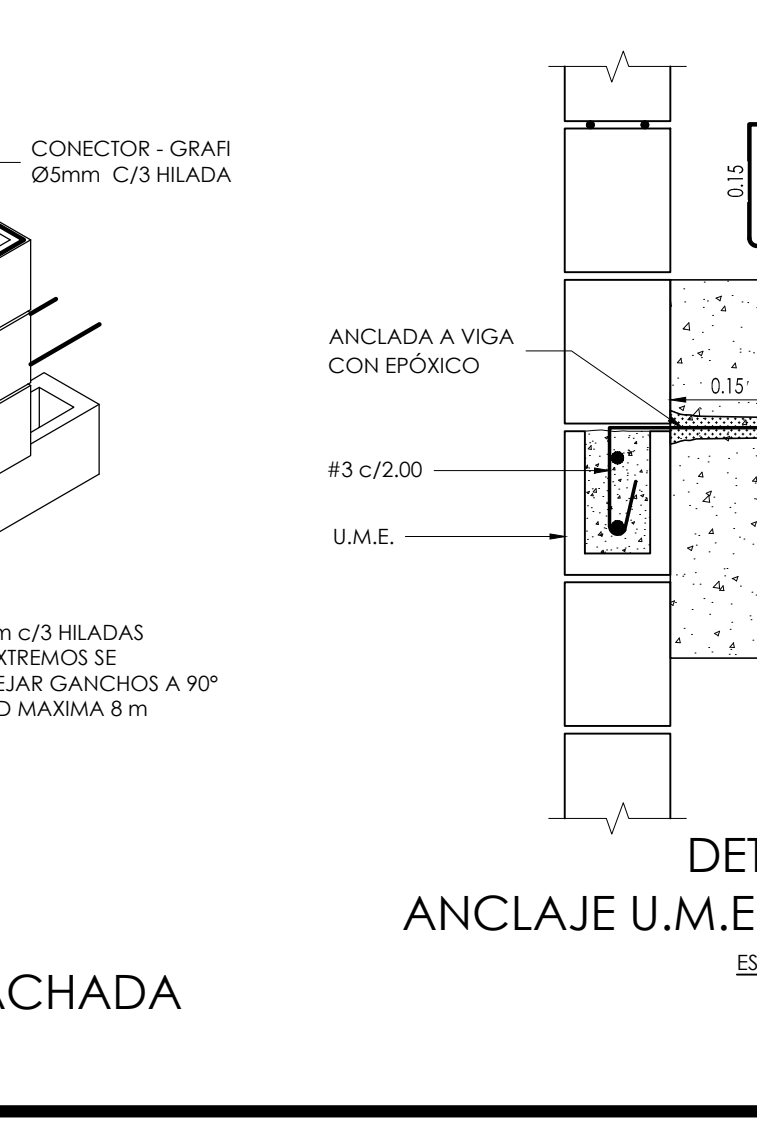 CONECTOR - GRAFI
Ø5mm C/3 HILADA
0.15
ANCLADA A VIGA
CON EPÓXICO
0.15
#3 c/2.00
U.M.E.
m c/3 HILADAS
XTREMOS SE
EJAR GANCHOS A 90°
D MAXIMA 8 m
DET
ANCLAJE U.M.E
ES
ACHADA